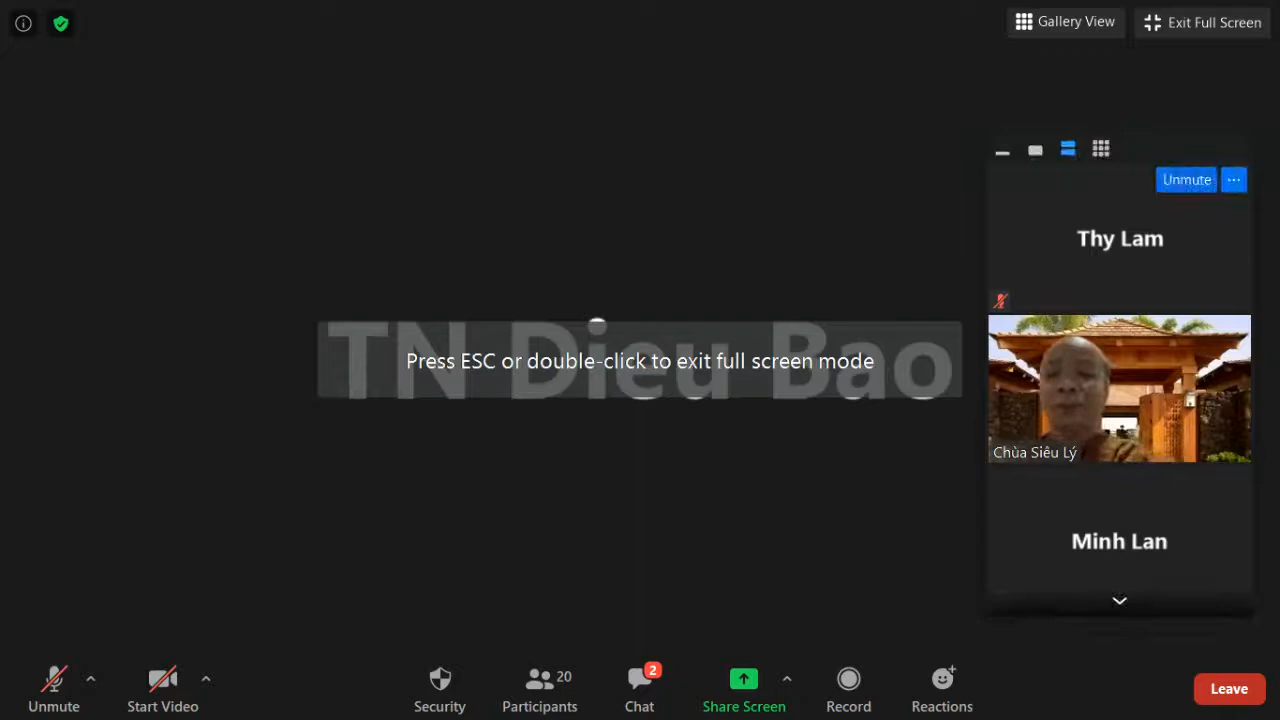 Gallery View
Exit Full Screen
Unmute
Thy Lam
TN Dieu Bao
Press ESC or double-click to exit full screen mode
Chùa Siêu Lý
Minh Lan
Unmute
Start Video
Security
20
Participants
2
Chat
Share Screen
Record
Reactions
Leave